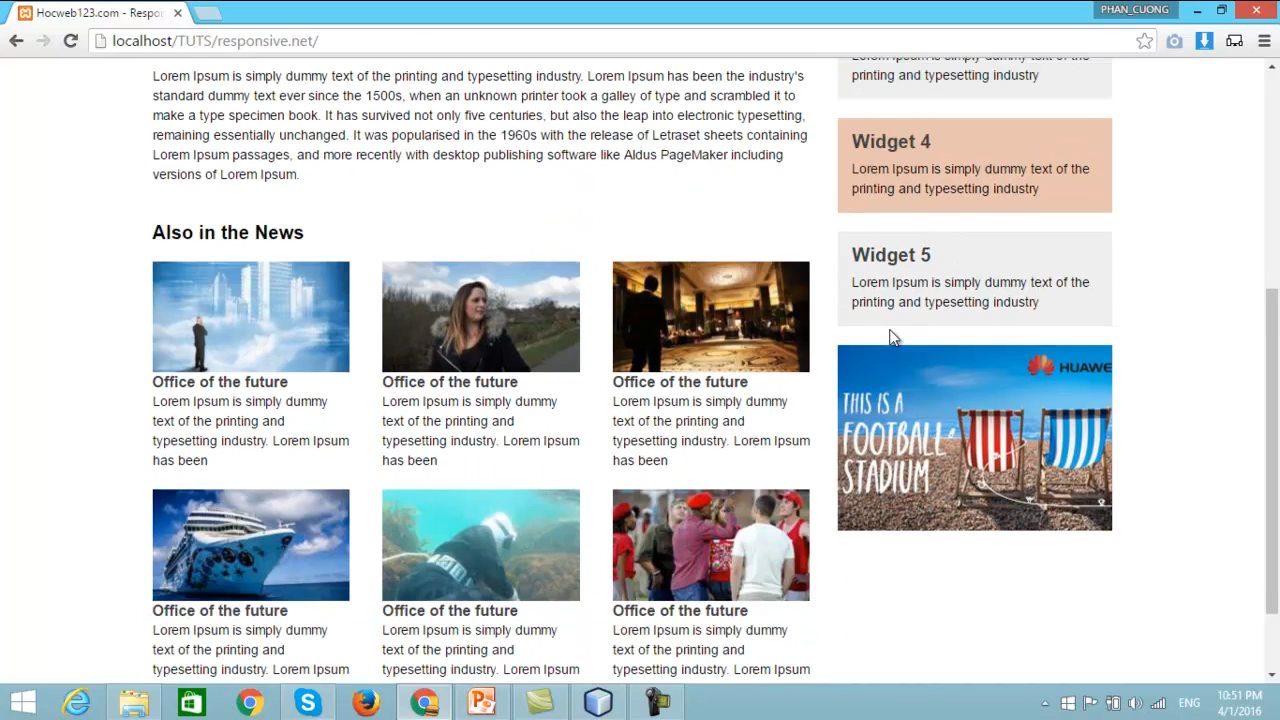 Hocweb123.com - Respor
PHAN_CUONG
localhost/TUTS/responsive.net/
Lorem Ipsum is simply dummy text of the printing and typesetting industry. Lorem Ipsum has been the industry's
standard dummy text ever since the 1500s, when an unknown printer took a galley of type and scrambled it to
make a type specimen book. It has survived not only five centuries, but also the leap into electronic typesetting,
remaining essentially unchanged. It was popularised in the 1960s with the release of Letraset sheets containing
Lorem Ipsum passages, and more recently with desktop publishing software like Aldus PageMaker including
versions of Lorem Ipsum.
Also in the News
Office of the future
Lorem Ipsum is simply dummy
text of the printing and
typesetting industry. Lorem Ipsum
has been
Office of the future
Lorem Ipsum is simply dummy
text of the printing and
typesetting industry. Lorem Ipsum
has been
Office of the future
Lorem Ipsum is simply dummy
text of the printing and
typesetting industry. Lorem Ipsum
has been
Office of the future
Lorem Ipsum is simply dummy
text of the printing and
typesetting industry. Lorem Ipsum
Office of the future
Lorem Ipsum is simply dummy
text of the printing and
typesetting industry. Lorem Ipsum
Office of the future
Lorem Ipsum is simply dummy
text of the printing and
typesetting industry. Lorem Ipsum
Lorem Ipsum is simply dummy text of the
printing and typesetting industry
Widget 4
Lorem Ipsum is simply dummy text of the
printing and typesetting industry
Widget 5
Lorem Ipsum is simply dummy text of the
printing and typesetting industry
HUAWE
THIS IS A
FOOTBALL
STADIUM
ENG
10:51 PM
4/1/2016